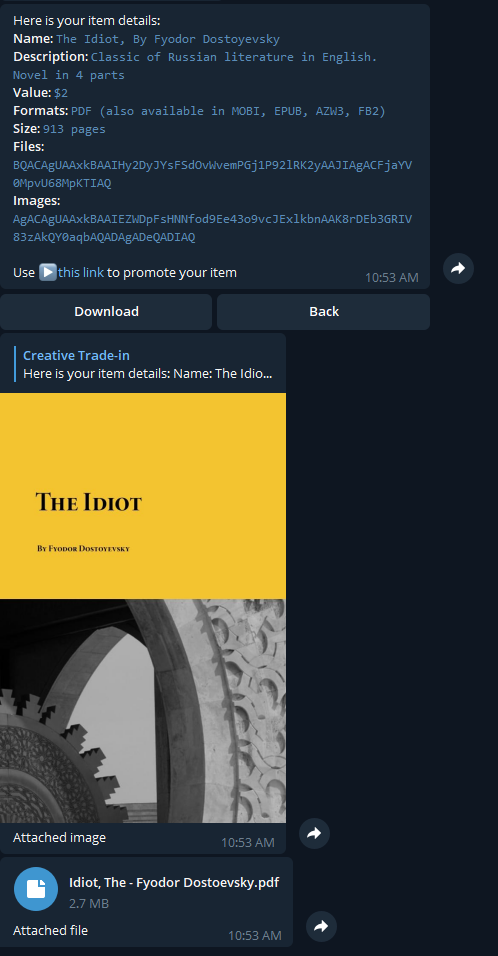 Here is your item details:
Name: The Idiot, By Fyodor Dostoyevsky
Description: Classic of Russian literature in English.
Novel in 4 parts
Value: $2
Formats: PDF (also available in MOBI, EPUB, AZW3, FB2)
Size: 913 pages
Files:
BQACAgUAAxkBAAIHy2DyJYsFSdOvWvemPGj1P92lRK2yAAJIAgACFjaYV
0MpvU68MpKTIAQ
Images:
AgACAgUAAxkBAAIEZWDpFsHNNfod9Ee43o9vcJExlkbnAAK8rDEb3GRIV
83zAkQY0aqbAQADAgADeQADIAQ
Use ▶️this link to promote your item
10:53 AM
Download
Back
Creative Trade-in
Here is your item details: Name: The Idio...
The Idiot
By Fyodor Dostoyevsky
Attached image
10:53 AM
Idiot, The - Fyodor Dostoevsky.pdf
2.7 MB
Attached file
10:53 AM